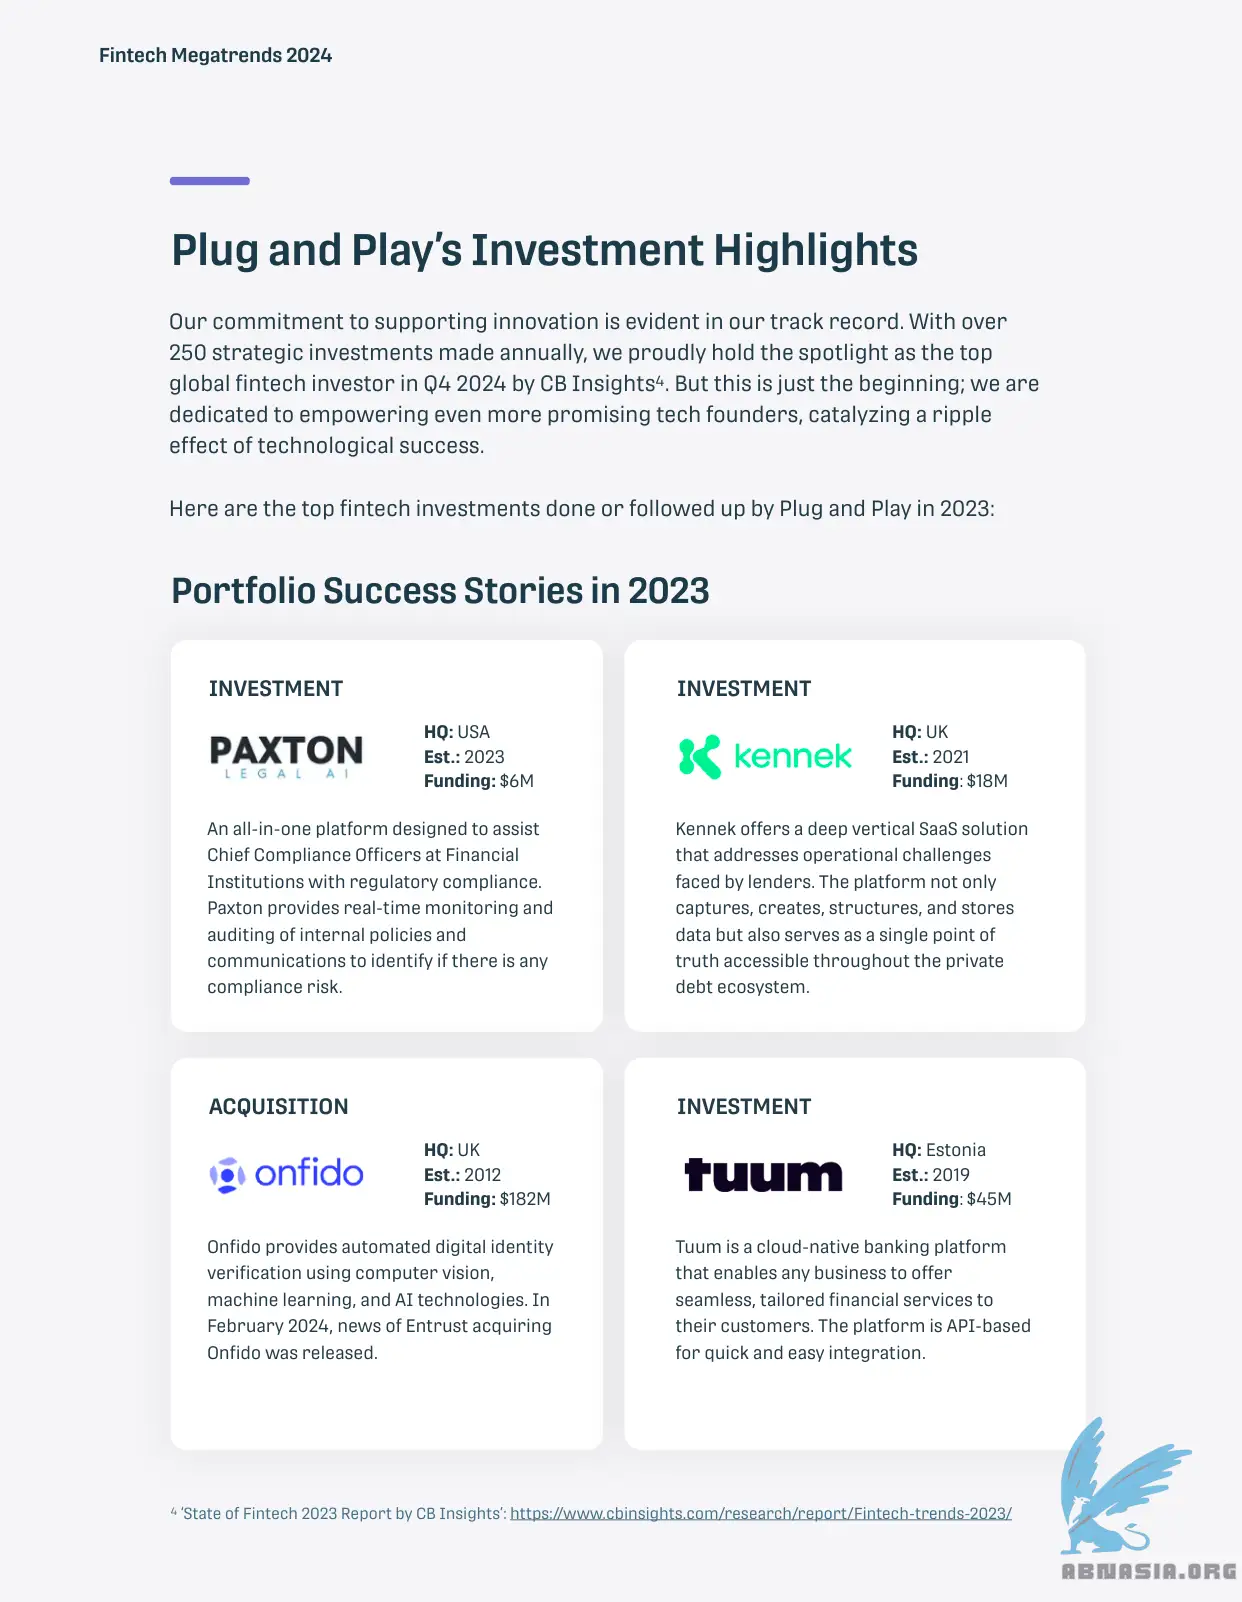 Fintech Megatrends 2024
Plug and Play’s Investment Highlights
Our commitment to supporting innovation is evident in our track record. With over
250 strategic investments made annually, we proudly hold the spotlight as the top
global fintech investor in Q4 2024 by CB Insights⁴. But this is just the beginning; we are
dedicated to empowering even more promising tech founders, catalyzing a ripple
effect of technological success.
Here are the top fintech investments done or followed up by Plug and Play in 2023:
Portfolio Success Stories in 2023
INVESTMENT
PAXTON
LEGAL AI
HQ: USA
Est.: 2023
Funding: $6M
An all-in-one platform designed to assist
Chief Compliance Officers at Financial
Institutions with regulatory compliance.
Paxton provides real-time monitoring and
auditing of internal policies and
communications to identify if there is any
compliance risk.
INVESTMENT
kennek
HQ: UK
Est.: 2021
Funding: $18M
Kennek offers a deep vertical SaaS solution
that addresses operational challenges
faced by lenders. The platform not only
captures, creates, structures, and stores
data but also serves as a single point of
truth accessible throughout the private
debt ecosystem.
ACQUISITION
onfido
HQ: UK
Est.: 2012
Funding: $182M
Onfido provides automated digital identity
verification using computer vision,
machine learning, and AI technologies. In
February 2024, news of Entrust acquiring
Onfido was released.
INVESTMENT
tuum
HQ: Estonia
Est.: 2019
Funding: $45M
Tuum is a cloud-native banking platform
that enables any business to offer
seamless, tailored financial services to
their customers. The platform is API-based
for quick and easy integration.
⁴ ‘State of Fintech 2023 Report by CB Insights’: https://www.cbinsights.com/research/report/Fintech-trends-2023/
ABNASIA.ORG